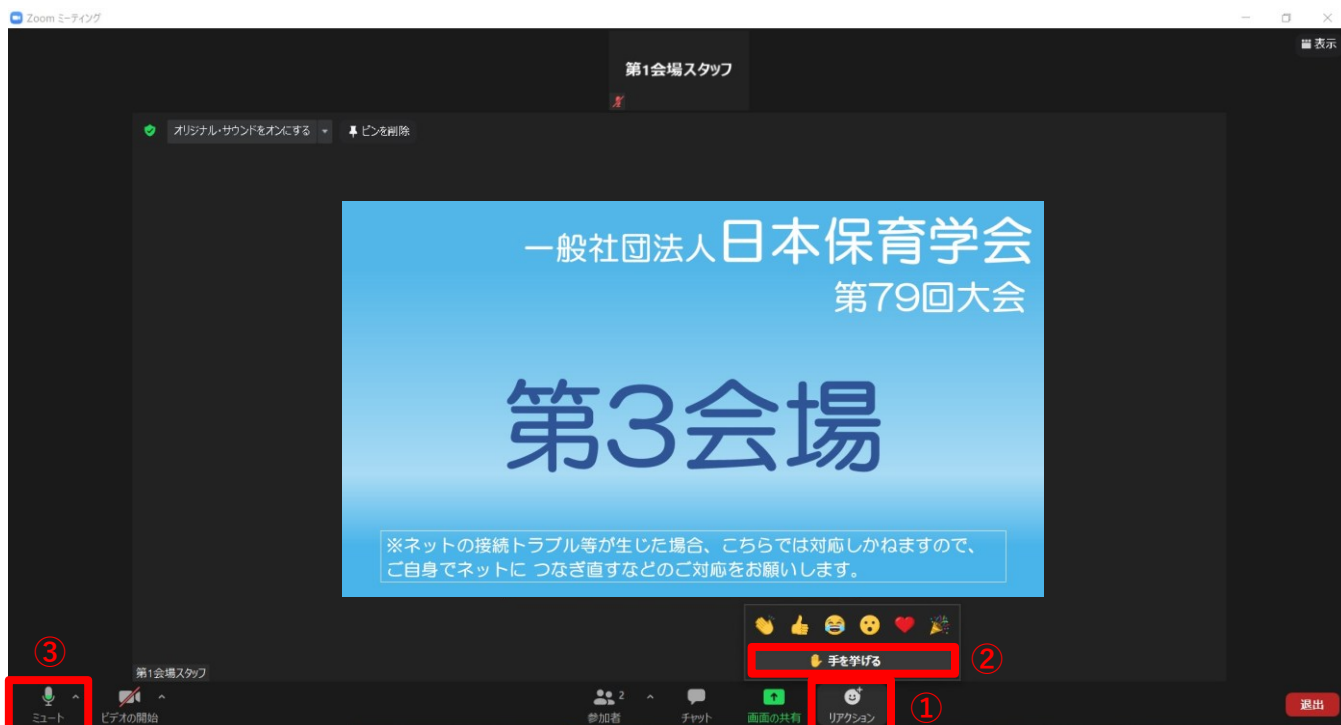 Zoom ミーティング
表示
第1会場スタッフ
オリジナル・サウンドをオンにする
ピンを削除
一般社団法人日本保育学会
第79回大会
第3会場
※ネットの接続トラブル等が生じた場合、こちらでは対応しかねますので、
ご自身でネットに つなぎ直すなどのご対応をお願いします。
手を挙げる
②
③
第1会場スタッフ
ミュート
ビデオの開始
参加者
2
チャット
画面の共有
リアクション
①
退出